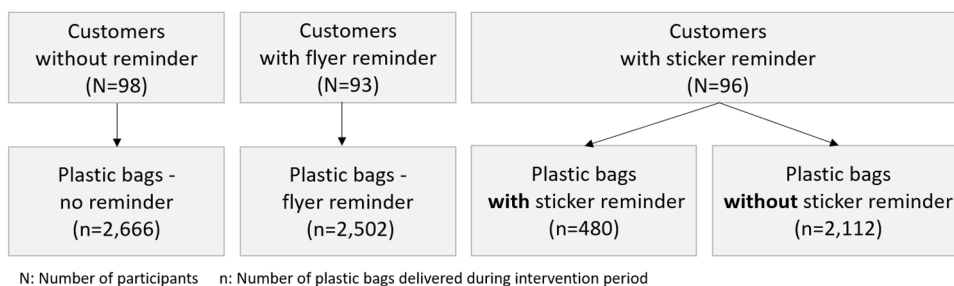 Customers
without reminder
(N=98)
Customers
with flyer reminder
(N=93)
Customers
with sticker reminder
(N=96)
Plastic bags -
no reminder
(n=2,666)
Plastic bags -
flyer reminder
(n=2,502)
Plastic bags
with sticker reminder
(n=480)
Plastic bags
without sticker reminder
(n=2,112)
N: Number of participants n: Number of plastic bags delivered during intervention period